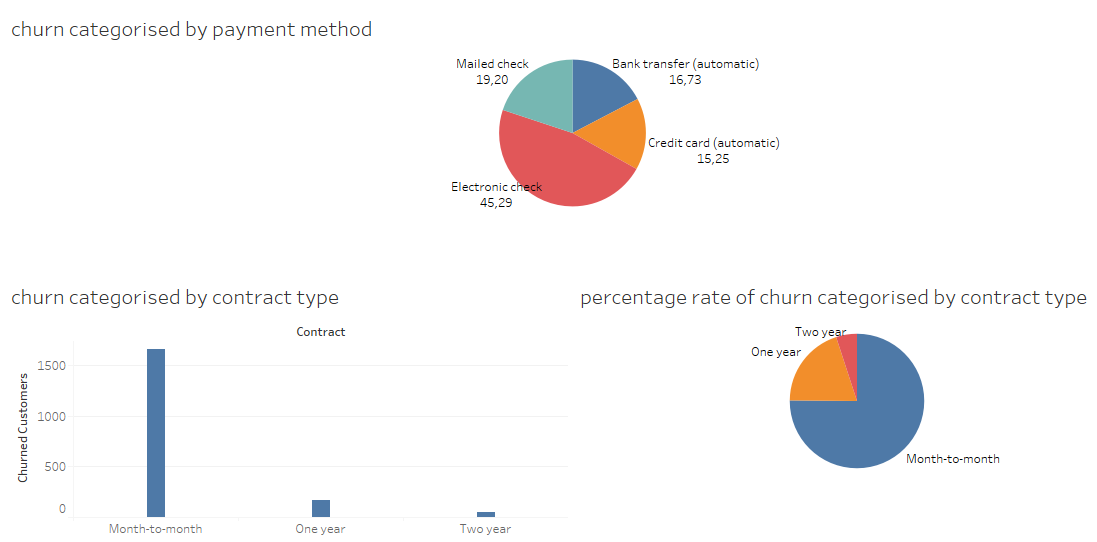 churn categorised by payment method
Mailed check
19,20
Bank transfer (automatic)
16,73
Credit card (automatic)
15,25
Electronic check
45,29
churn categorised by contract type
Contract
Churned Customers
1500
1000
500
0
Month-to-month
One year
Two year
percentage rate of churn categorised by contract type
Two year
One year
Month-to-month